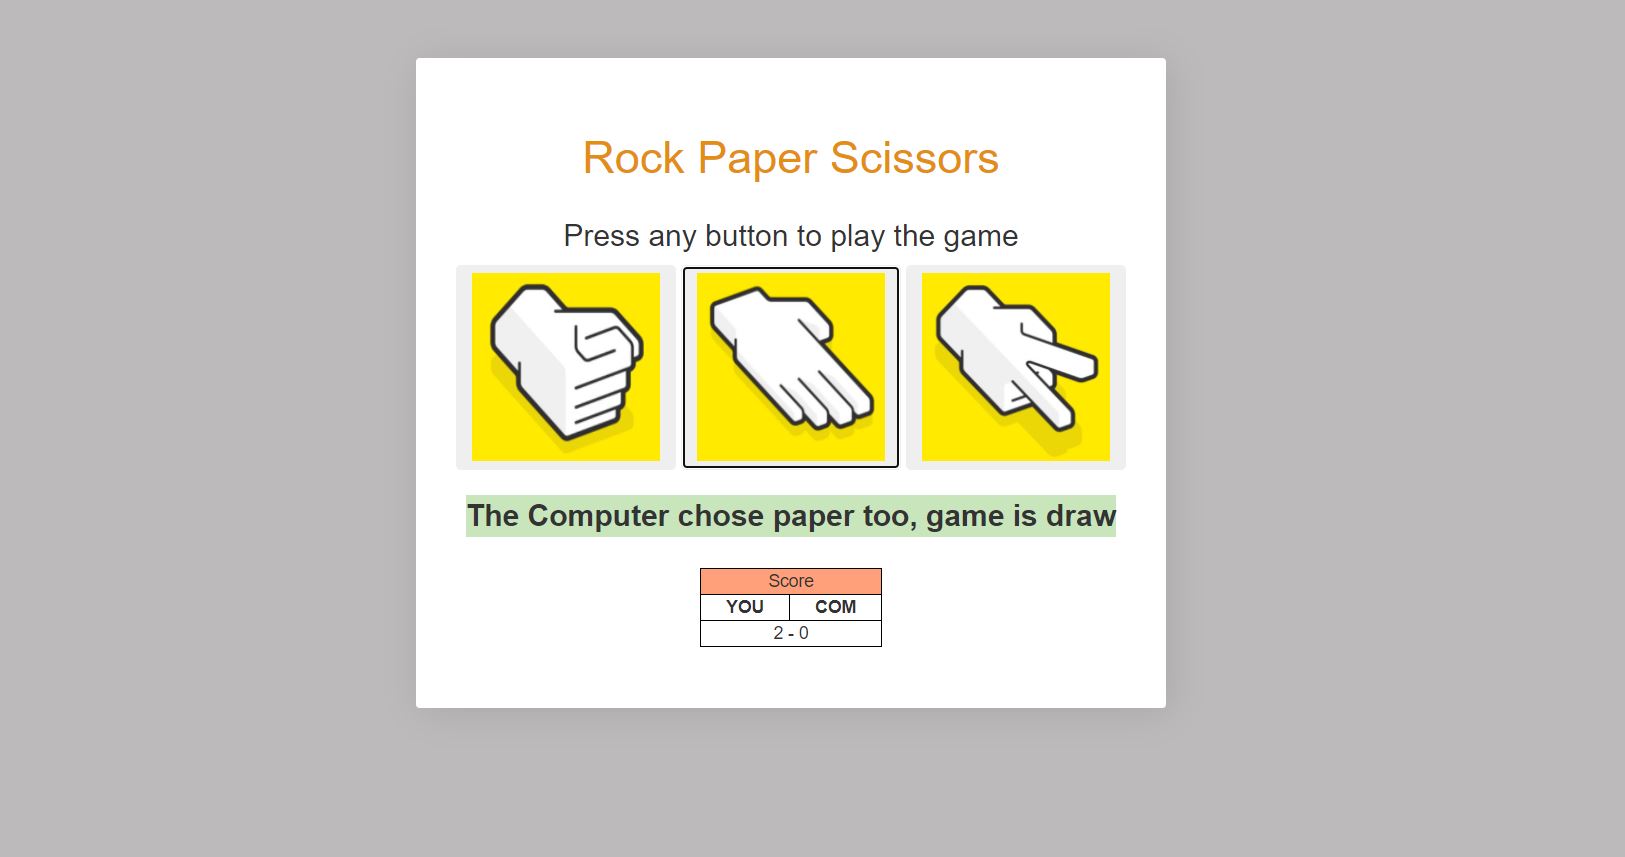 Rock Paper Scissors
Press any button to play the game
The Computer chose paper too, game is draw
Score
YOU COM
2 - 0